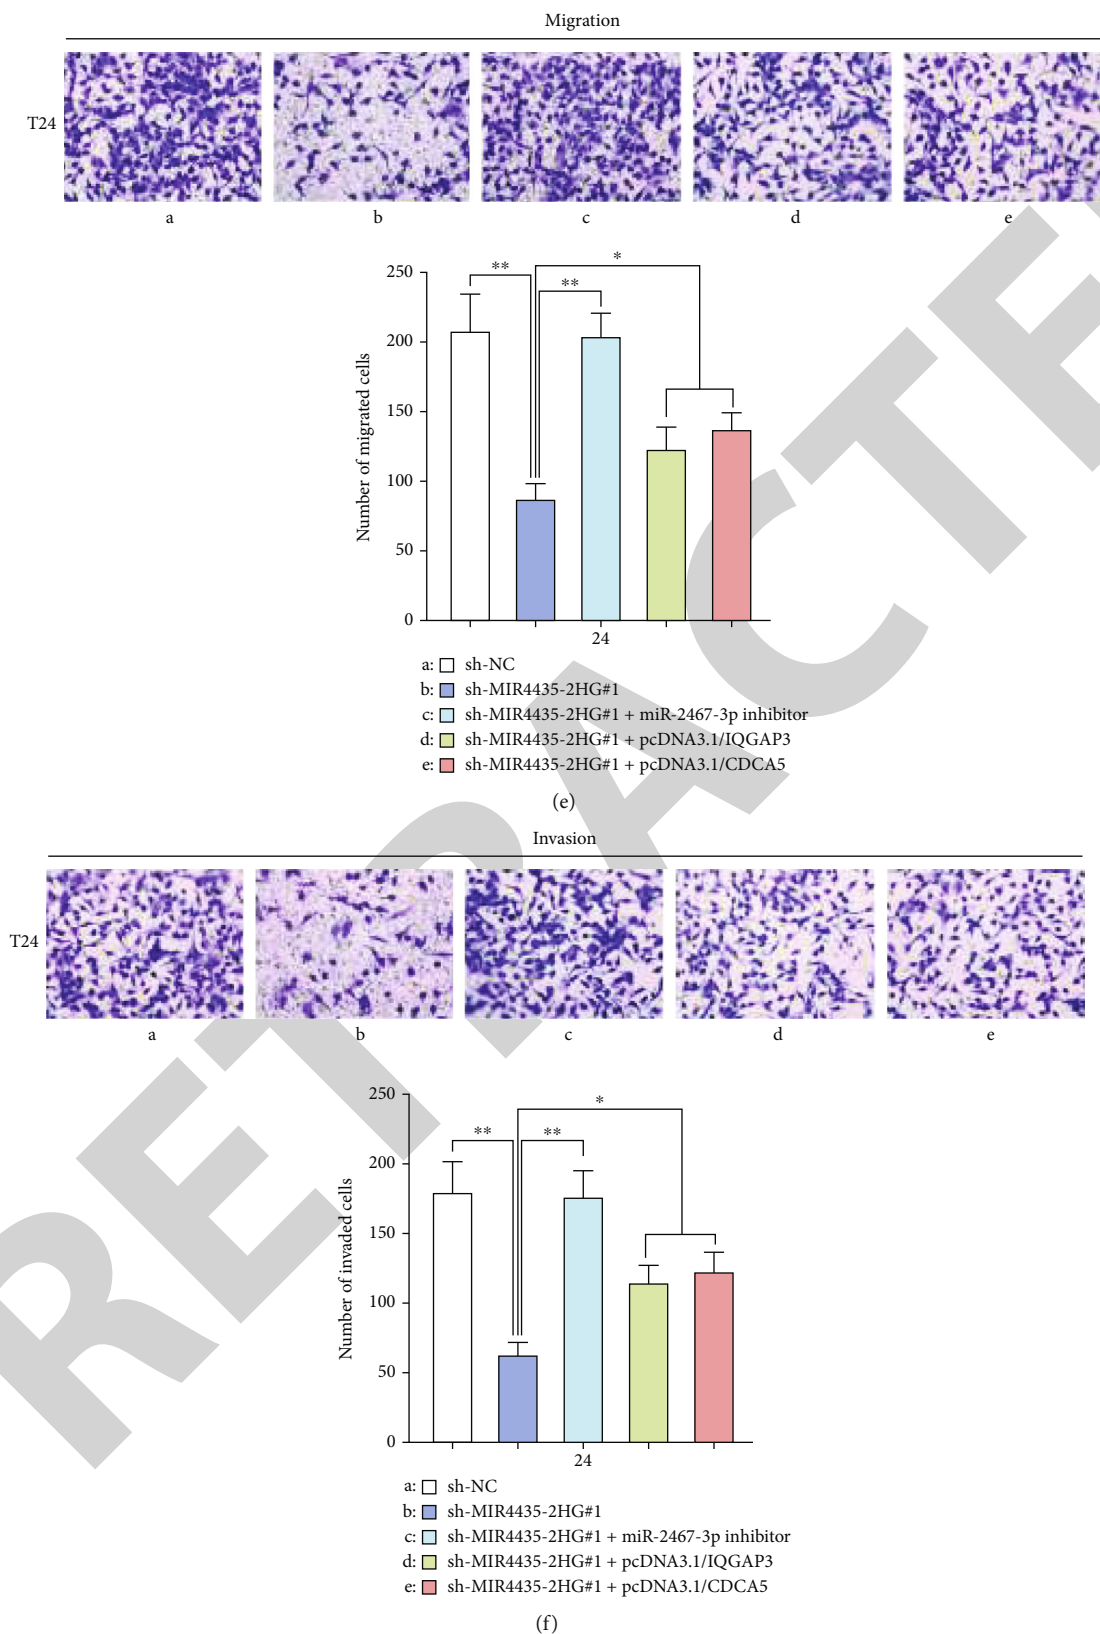 Migration
T24
a b c d e
** * **
250
200
150
100
50
0
Number of migrated cells
24
a: sh-NC
b: sh-MIR4435-2HG#1
c: sh-MIR4435-2HG#1 + miR-2467-3p inhibitor
d: sh-MIR4435-2HG#1 + pcDNA3.1/IQGAP3
e: sh-MIR4435-2HG#1 + pcDNA3.1/CDCA5
(e)
Invasion
T24
a b c d e
* ** **
250
200
150
100
50
0
Number of invaded cells
24
a: sh-NC
b: sh-MIR4435-2HG#1
c: sh-MIR4435-2HG#1 + miR-2467-3p inhibitor
d: sh-MIR4435-2HG#1 + pcDNA3.1/IQGAP3
e: sh-MIR4435-2HG#1 + pcDNA3.1/CDCA5
(f)
RETRACTE